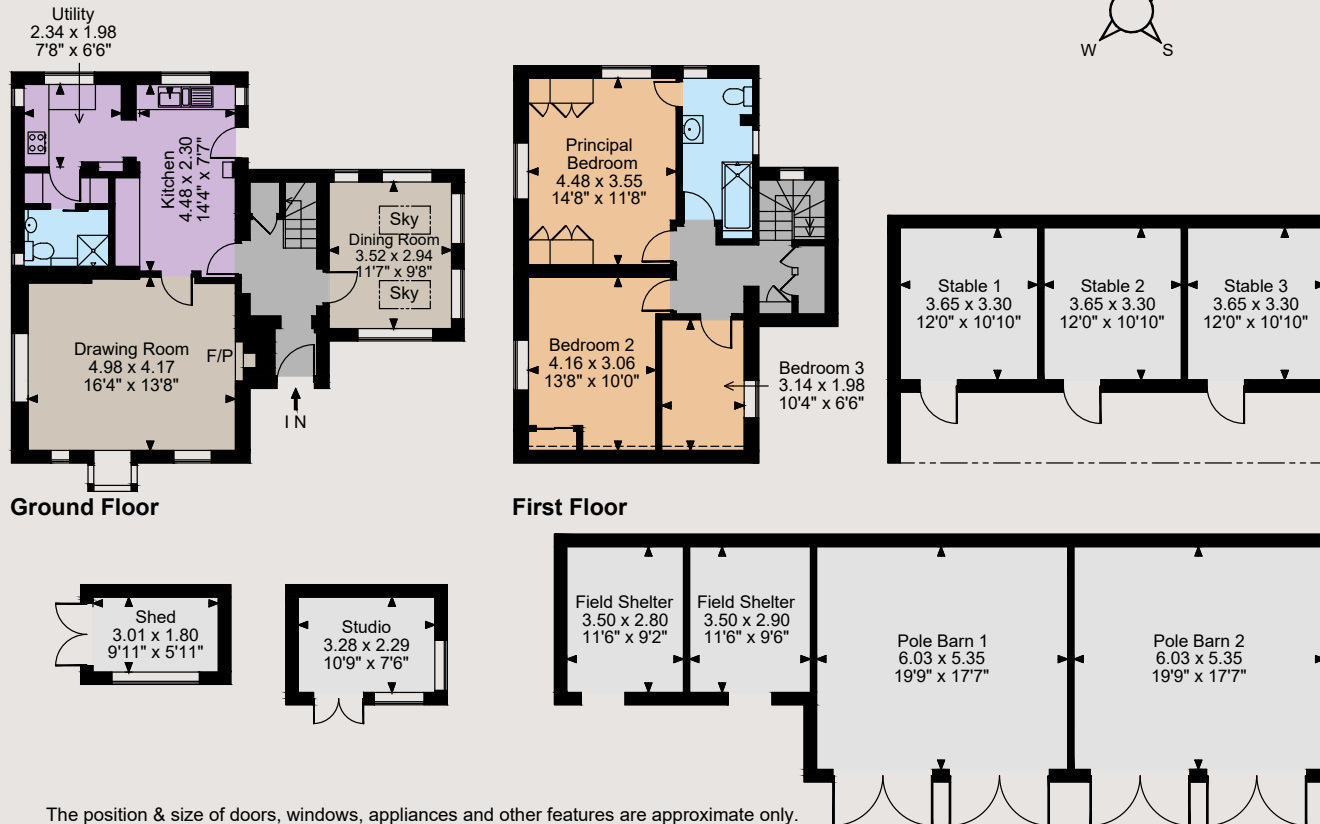 Utility
2.34 x 1.98
7'8" x 6'6"
W
S
Kitchen
4.48 x 2.30
14'4" x 7'7"
Sky
Dining Room
3.52 x 2.94
11'7" x 9'8"
Sky
Drawing Room
4.98 x 4.17
16'4" x 13'8"
F/P
IN
Ground Floor
Principal
Bedroom
4.48 x 3.55
14'8" x 11'8"
Bedroom 2
4.16 x 3.06
13'8" x 10'0"
Bedroom 3
3.14 x 1.98
10'4" x 6'6"
First Floor
Stable 1
3.65 x 3.30
12'0" x 10'10"
Stable 2
3.65 x 3.30
12'0" x 10'10"
Stable 3
3.65 x 3.30
12'0" x 10'10"
Shed
3.01 x 1.80
9'11" x 5'11"
Studio
3.28 x 2.29
10'9" x 7'6"
Field Shelter
3.50 x 2.80
11'6" x 9'2"
Field Shelter
3.50 x 2.90
11'6" x 9'6"
Pole Barn 1
6.03 x 5.35
19'9" x 17'7"
Pole Barn 2
6.03 x 5.35
19'9" x 17'7"
The position & size of doors, windows, appliances and other features are approximate only.